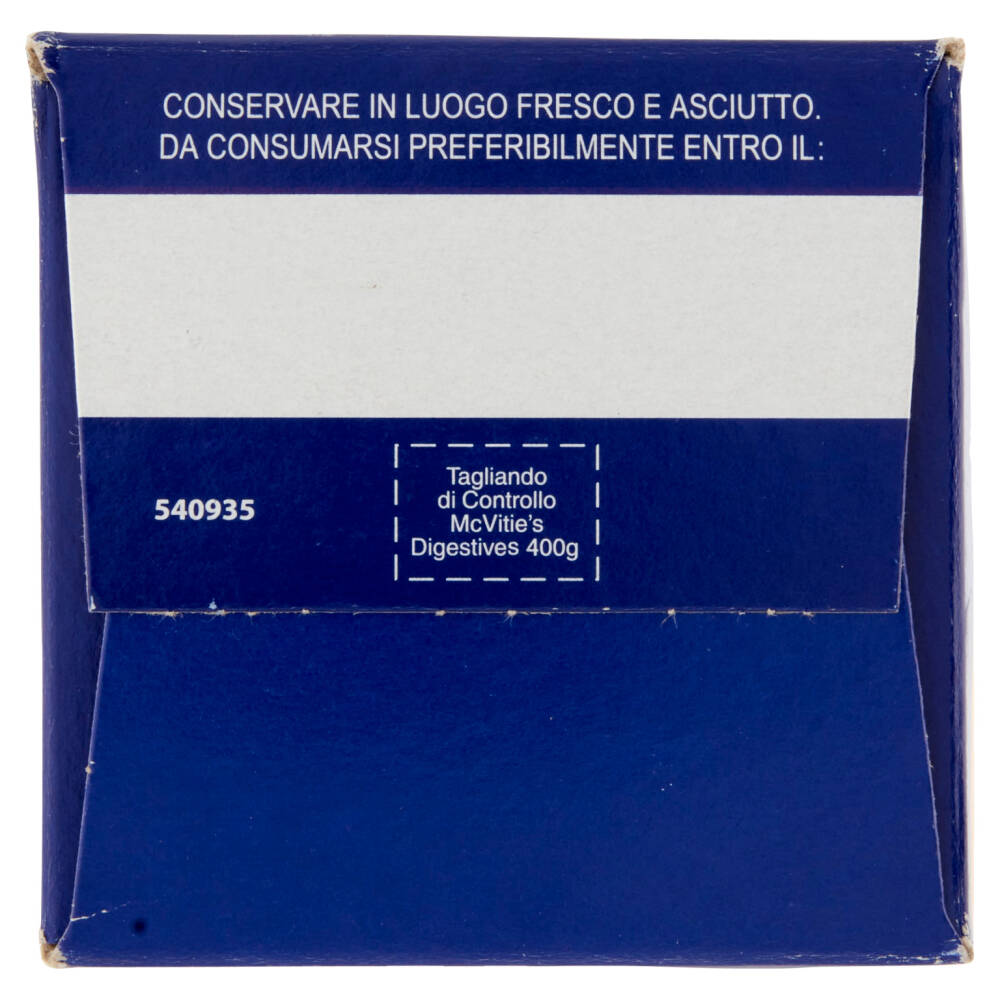 CONSERVARE IN LUOGO FRESCO E ASCIUTTO.
DA CONSUMARSI PREFERIBILMENTE ENTRO IL:
540935
Tagliando
di Controllo
McVitie's
Digestives 400g